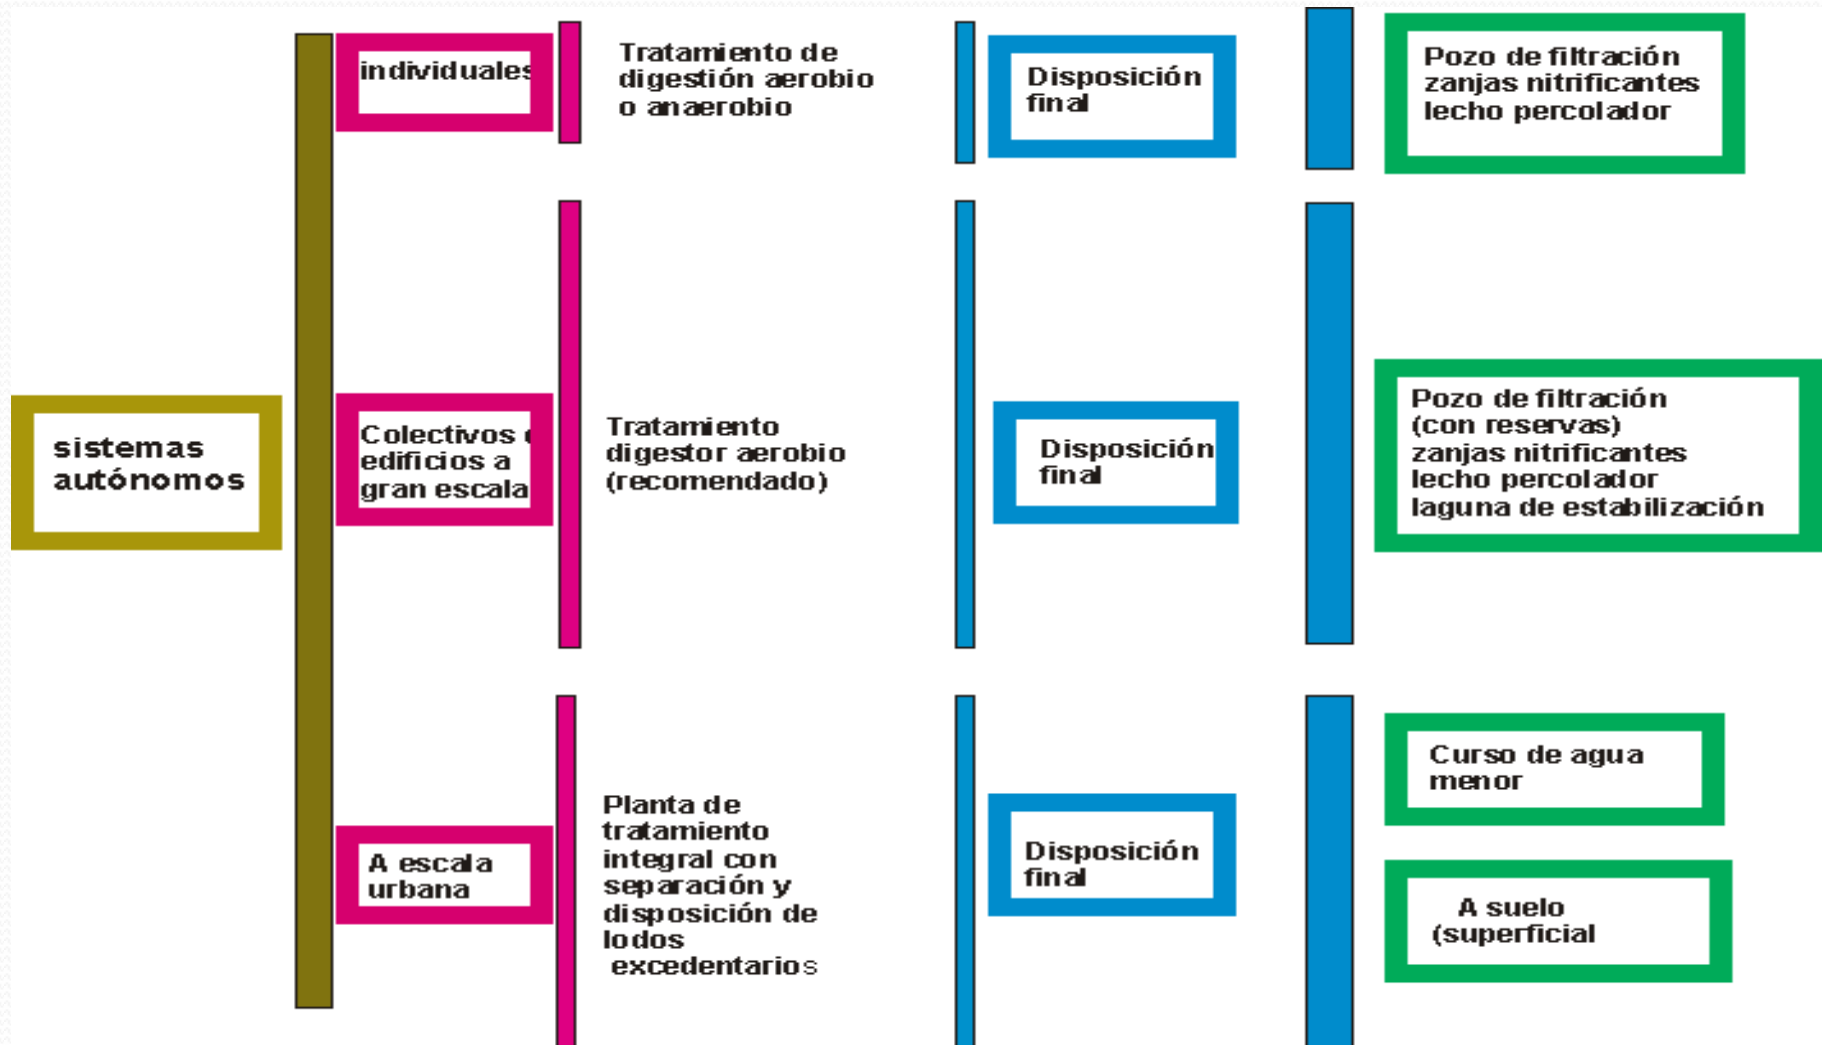 sistemas
autónomos
individuales
Tratamiento de
digestión aerobio
o anaerobio
Disposición
final
Pozo de filtración
zanjas nitrificantes
lecho percolador
Colectivos
edificios a
gran escala
Tratamiento
digestor aerobio
(recomendado)
Disposición
final
Pozo de filtración
(con reservas)
zanjas nitrificantes
lecho percolador
laguna de estabilización
A escala
urbana
Planta de
tratamiento
integral con
separación y
disposición de
lodos
excedentarios
Disposición
final
Curso de agua
menor
A suelo
(superficial